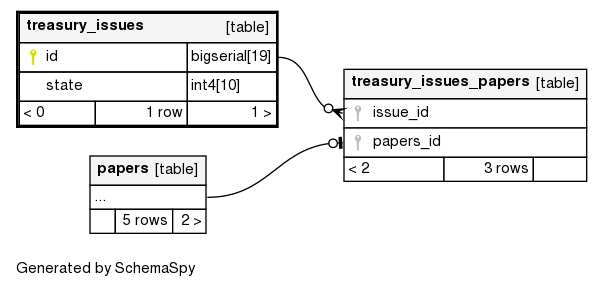 treasury_issues [table]
id bigserial[19]
state int4[10]
< 0 1 row 1 >
treasury_issues_papers [table]
issue_id
papers_id
< 2 3 rows
papers [table]
...
5 rows 2 >
Generated by SchemaSpy